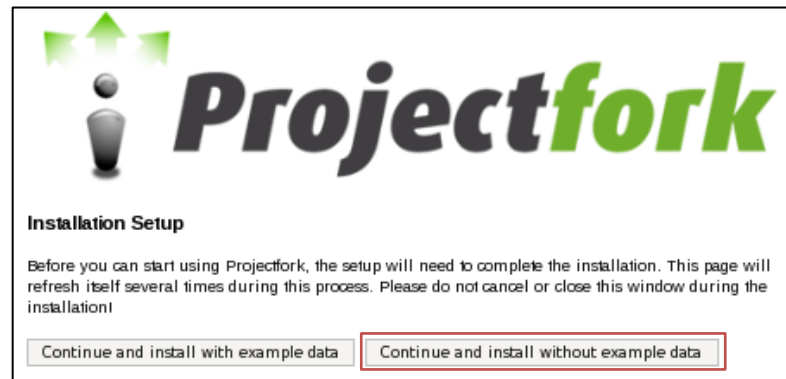 Projectfork
Installation Setup
Before you can start using Projectfork, the setup will need to complete the installation. This page will
refresh itself several times during this process. Please do not cancel or close this window during the
installation!
Continue and install with example data
Continue and install without example data